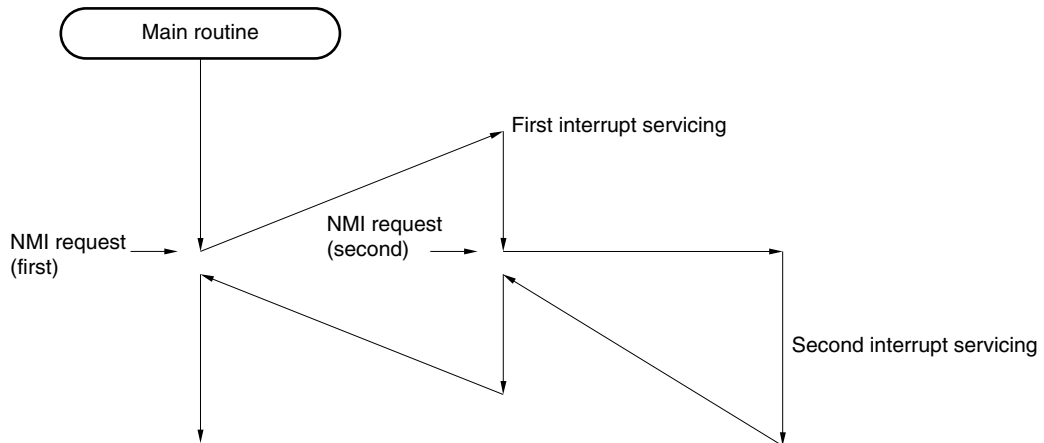 Main routine
First interrupt servicing
NMI request
(first)
NMI request
(second)
Second interrupt servicing